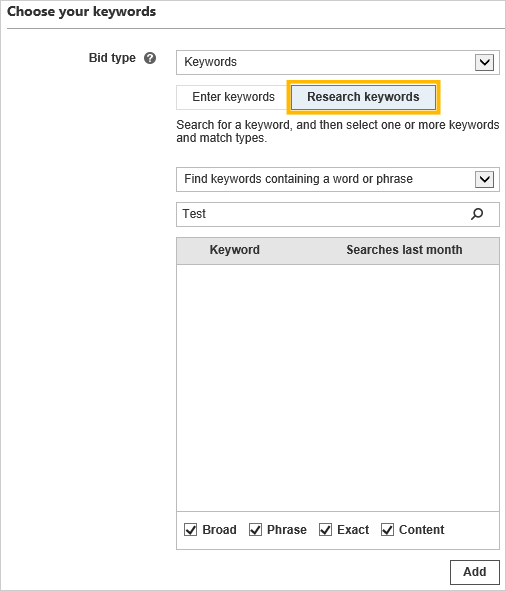 Choose your keywords
Bid type ?
Keywords
Enter keywords Research keywords
Search for a keyword, and then select one or more keywords
and match types.
Find keywords containing a word or phrase
Test
Keyword Searches last month
Broad Phrase Exact Content
Add